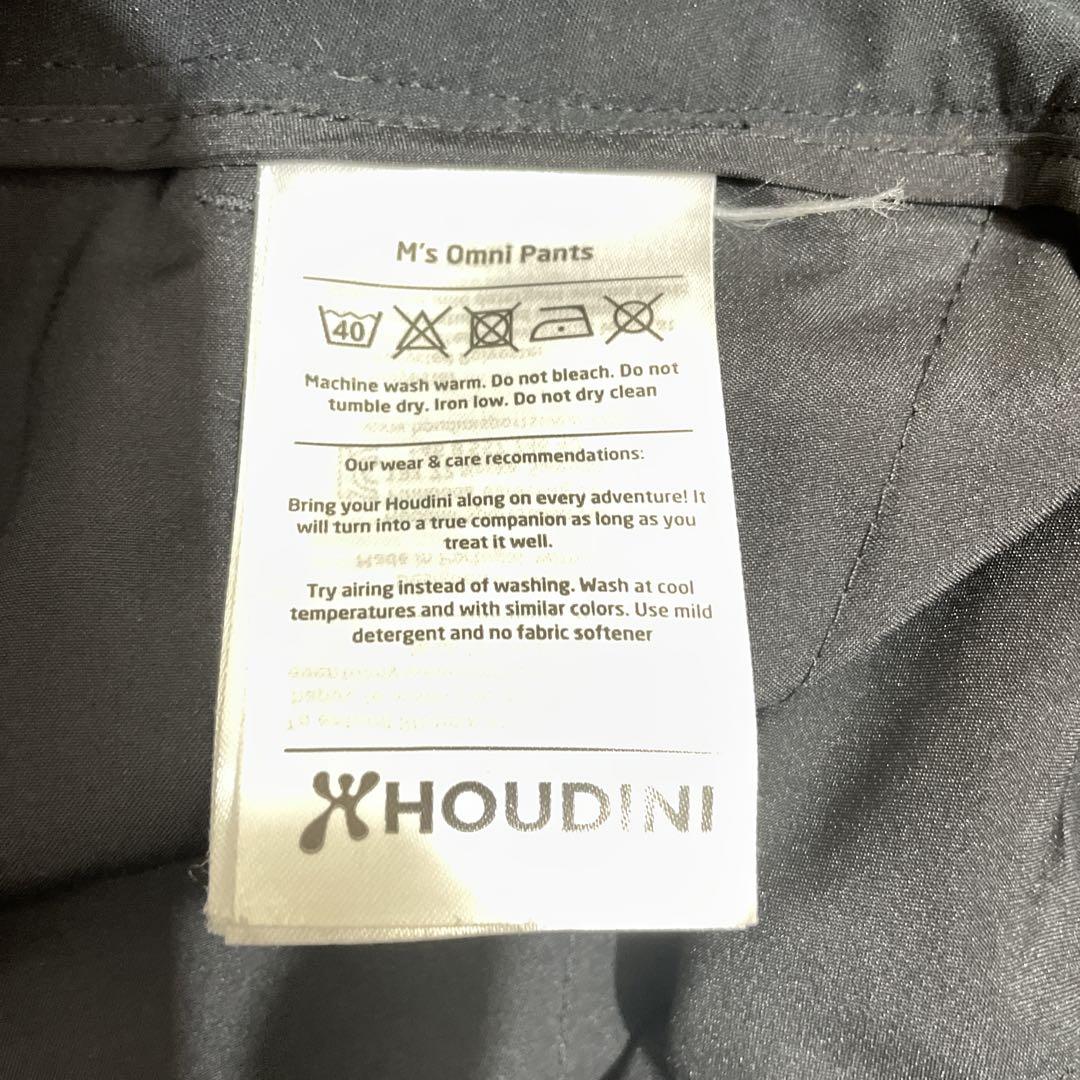 M's Omni Pants
40
Machine wash warm. Do not bleach. Do not
tumble dry. Iron low. Do not dry clean
Our wear & care recommendations:
Bring your Houdini along on every adventure! It
will turn into a true companion as long as you
treat it well.
Try airing instead of washing. Wash at cool
temperatures and with similar colors. Use mild
detergent and no fabric softener
HOUDINI